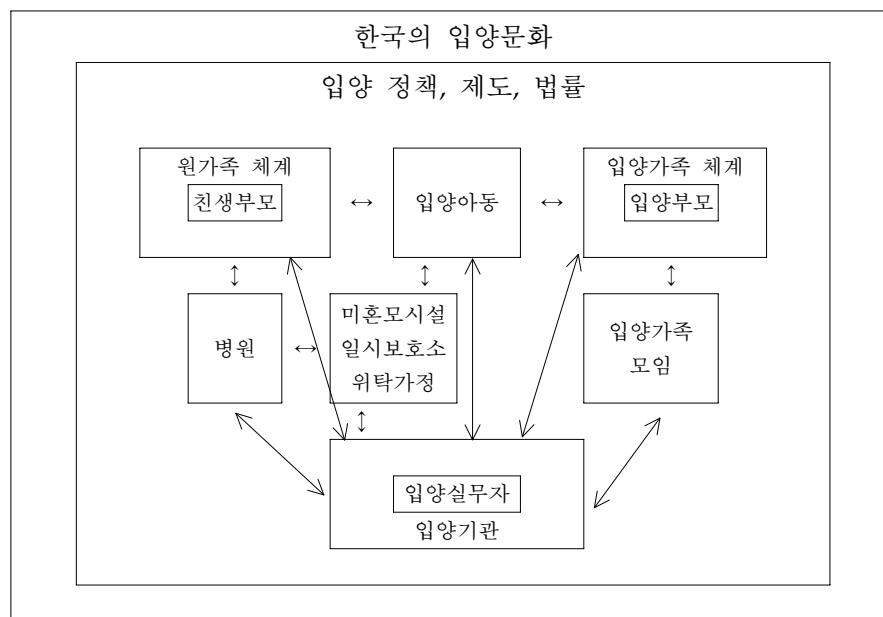 한국의 입양문화
입양 정책, 제도, 법률
원가족 체계
친생부모
↔
입양아동
↔
입양가족 체계
입양부모
↕
↕
↕
병원
↔
미혼모시설
일시보호소
위탁가정
입양가족
모임
↕
입양실무자
입양기관